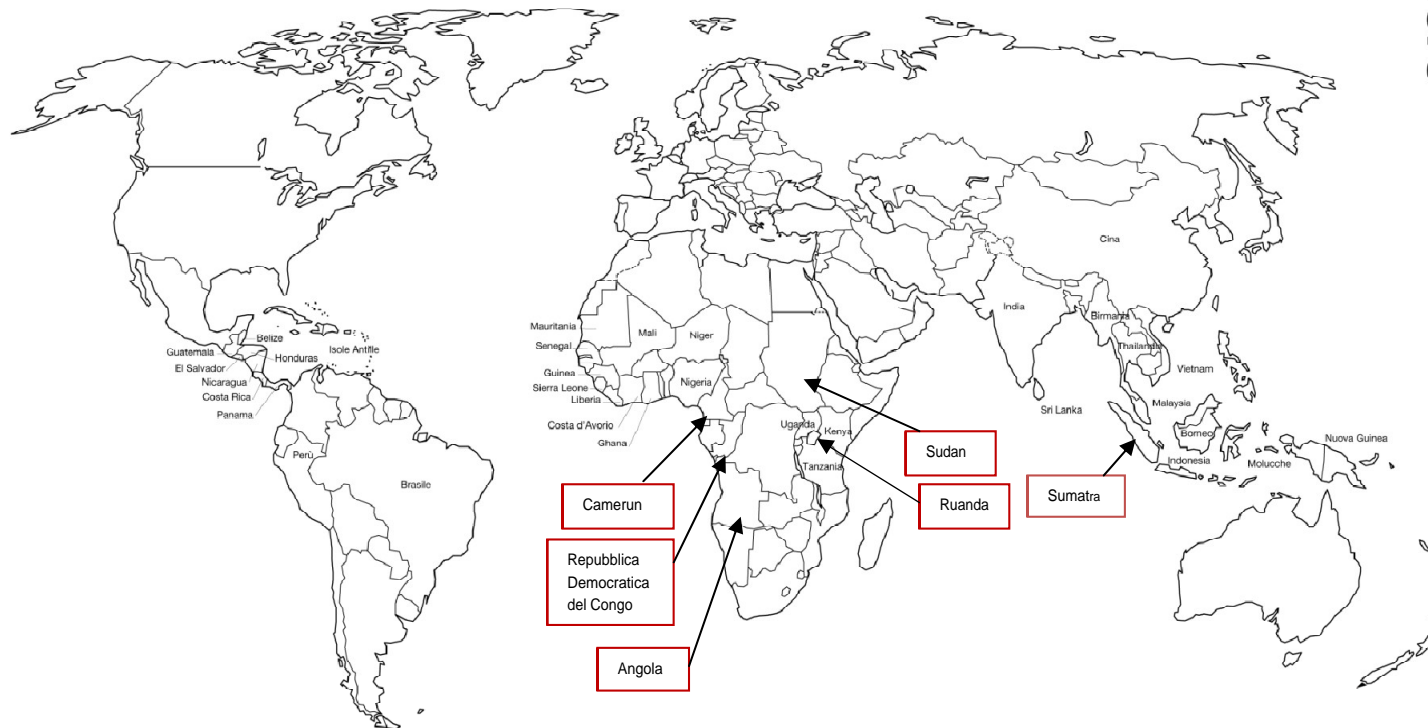 Cina
India
Birmania
Mauritania
Mali
Niger
Belize
Thailandia
Senegal
Isole Antille
Guatemala
Honduras
El Salvador
Vietnam
Guinea
Nigeria
Nicaragua
Sierra Leone
Costa Rica
Liberia
Malaysia
Sri Lanka
Panama
Costa d'Avorio
Uganda
Kenya
Borneo
Ghana
Nuova Guinea
Sudan
Perù
Tanzania
Indonesia
Molucche
Brasile
Camerun
Ruanda
Sumatra
Repubblica
Democratica
del Congo
Angola